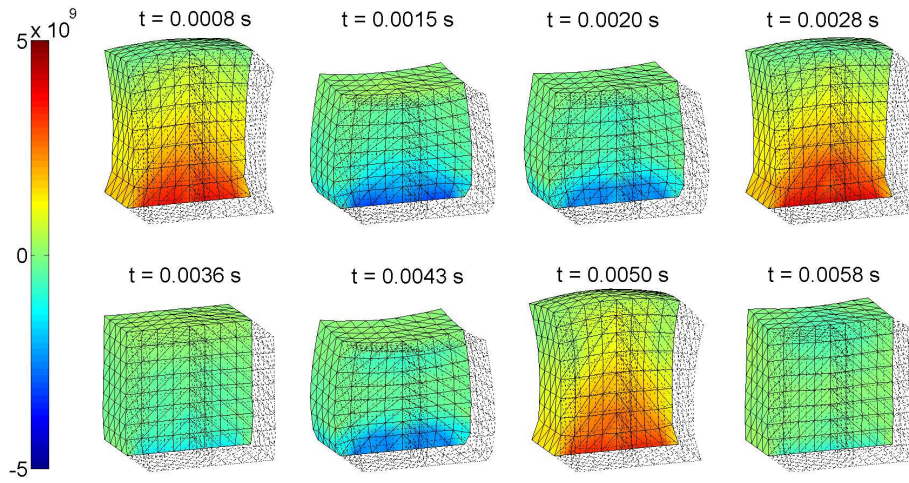 t = 0.0008 s
t = 0.0015 s
t = 0.0020 s
t = 0.0028 s
x 10^9
5
0
-5
t = 0.0036 s
t = 0.0043 s
t = 0.0050 s
t = 0.0058 s